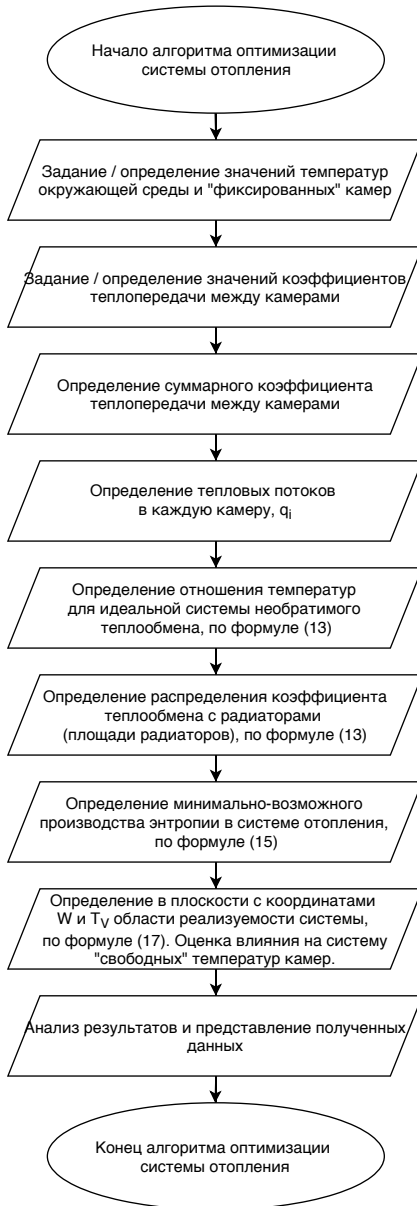 Начало алгоритма оптимизации
системы отопления
Задание / определение значений температур
окружающей среды и "фиксированных" камер
Задание / определение значений коэффициентов
теплопередачи между камерами
Определение суммарного коэффициента
теплопередачи между камерами
Определение тепловых потоков
в каждую камеру, qi
Определение отношения температур
для идеальной системы необратимого
теплообмена, по формуле (13)
Определение распределения коэффициента
теплообмена с радиаторами
(площади радиаторов), по формуле (13)
Определение минимально-возможного
производства энтропии в системе отопления,
по формуле (15)
Определение в плоскости с координатами
W и TV области реализуемости системы,
по формуле (17). Оценка влияния на систему
"свободных" температур камер.
Анализ результатов и представление полученных
данных
Конец алгоритма оптимизации
системы отопления